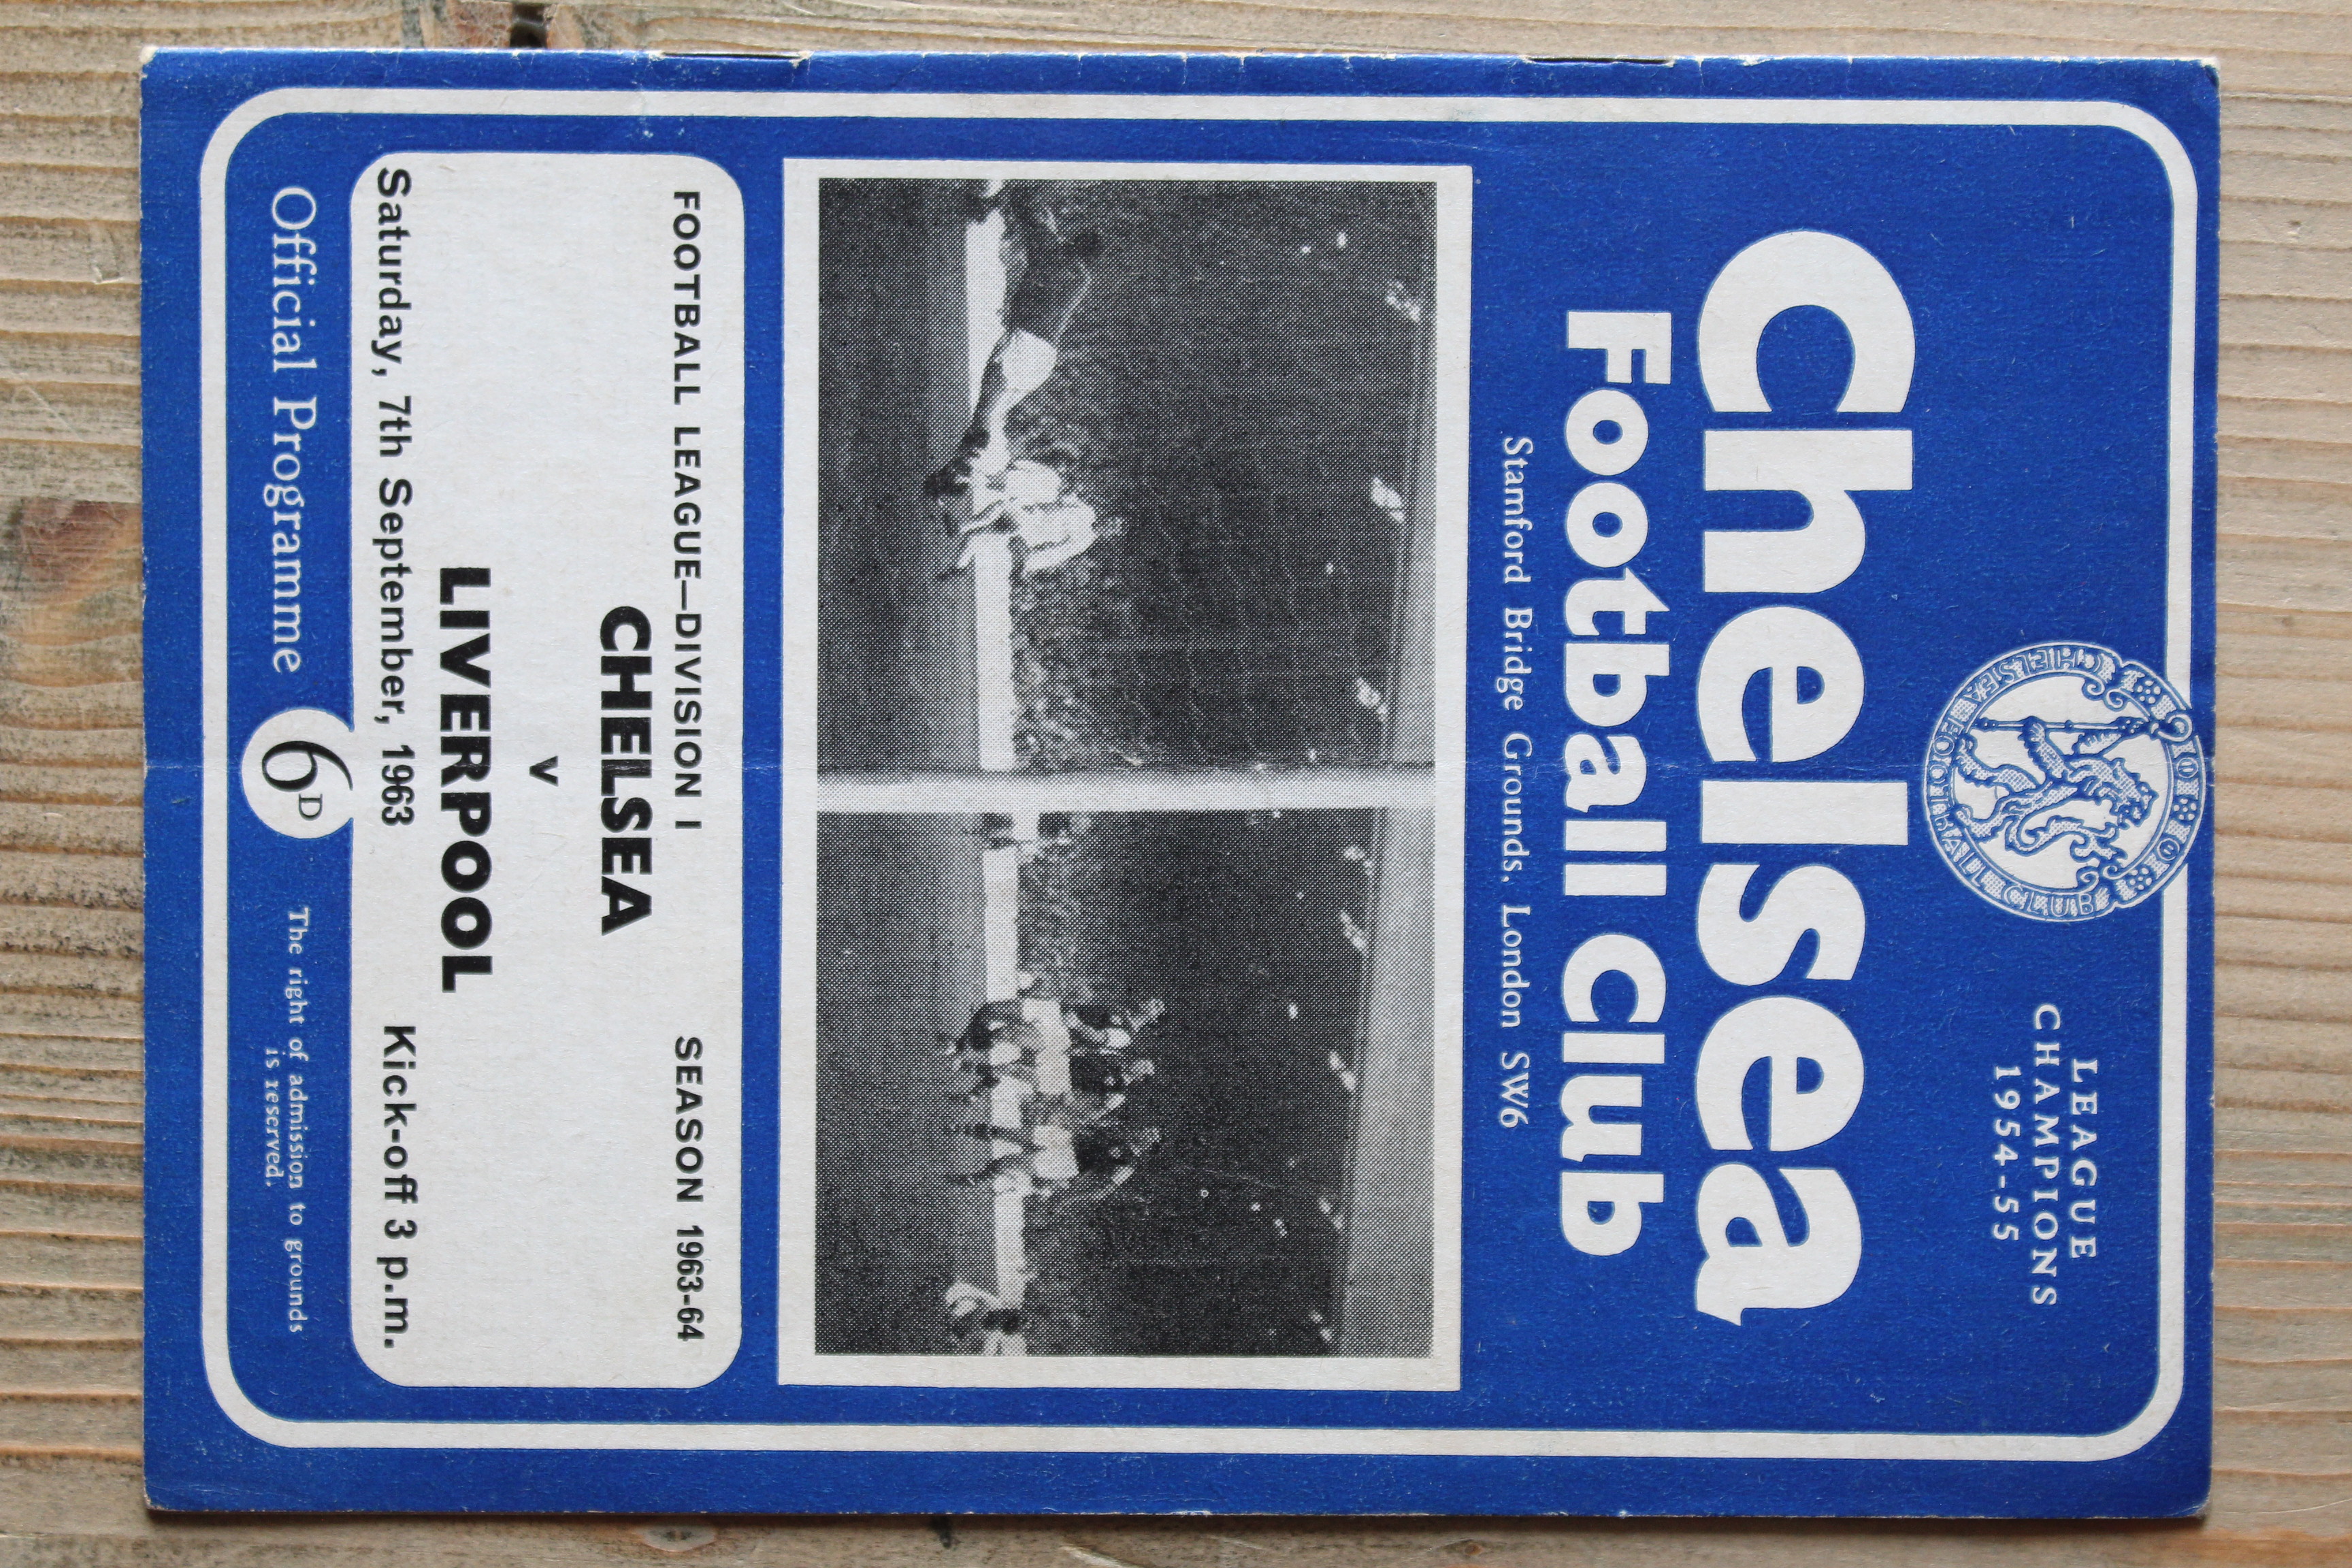 CHELSEA FOOTBALL CLUB
LEAGUE
CHAMPIONS
1954-55
Chelsea
Football Club
Stamford Bridge Grounds, London SW6
FOOTBALL LEAGUE—DIVISION I SEASON 1963-64
CHELSEA
v
LIVERPOOL
Saturday, 7th September, 1963 Kick-off 3 p.m.
Official Programme 6D The right of admission to grounds
is reserved.